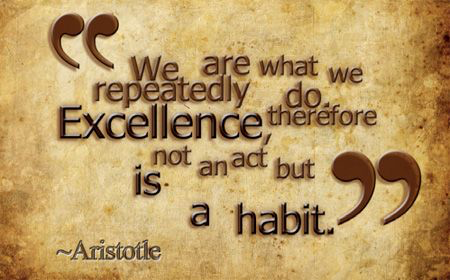 “We are what we
repeatedly do.
Excellence, therefore
is not an act but
a habit.”
~Aristotle